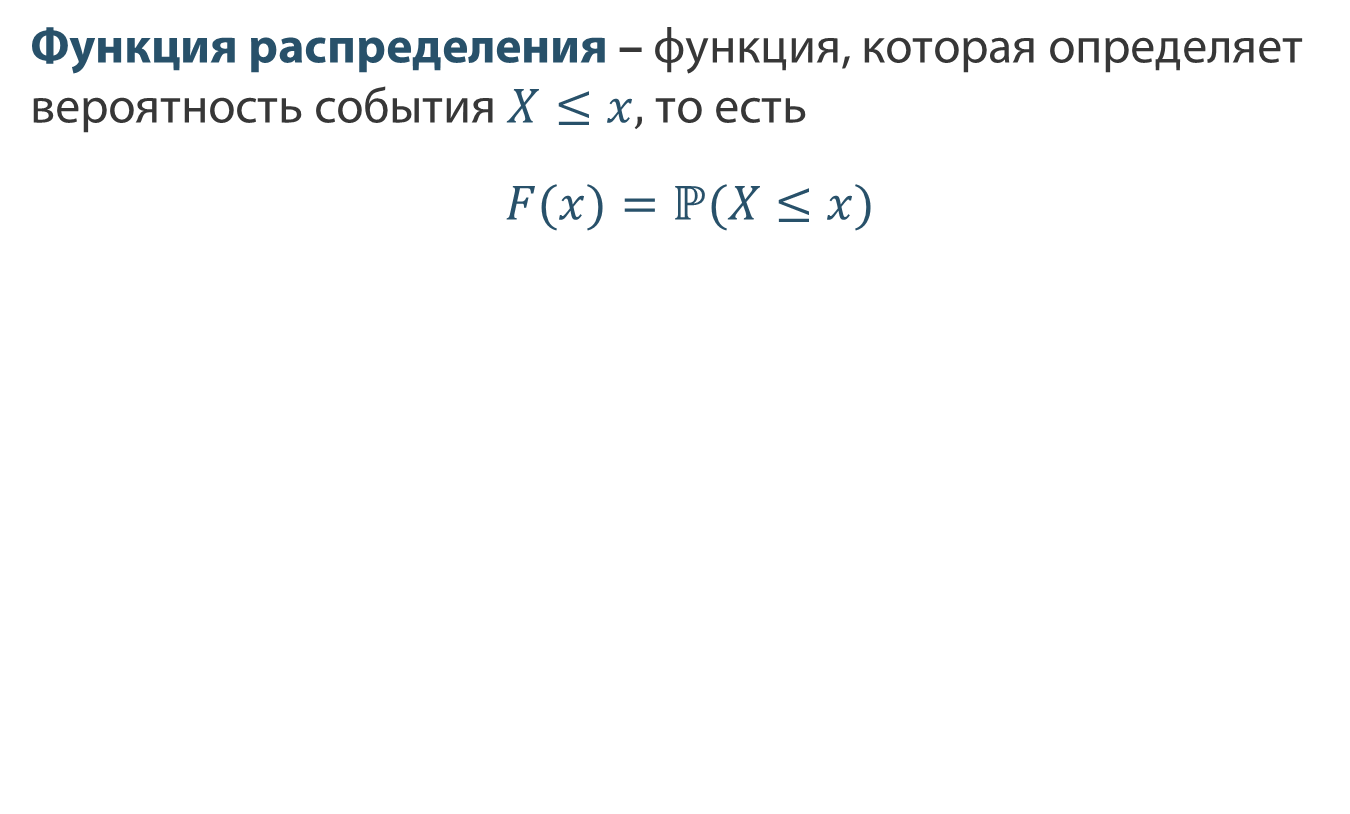 Функция распределения – функция, которая определяет
вероятность события X ≤ x, то есть
F(x) = ℙ(X ≤ x)